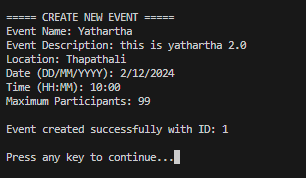 ===== CREATE NEW EVENT =====
Event Name: Yathartha
Event Description: this is yathartha 2.0
Location: Thapathali
Date (DD/MM/YYYY): 2/12/2024
Time (HH:MM): 10:00
Maximum Participants: 99
Event created successfully with ID: 1
Press any key to continue...